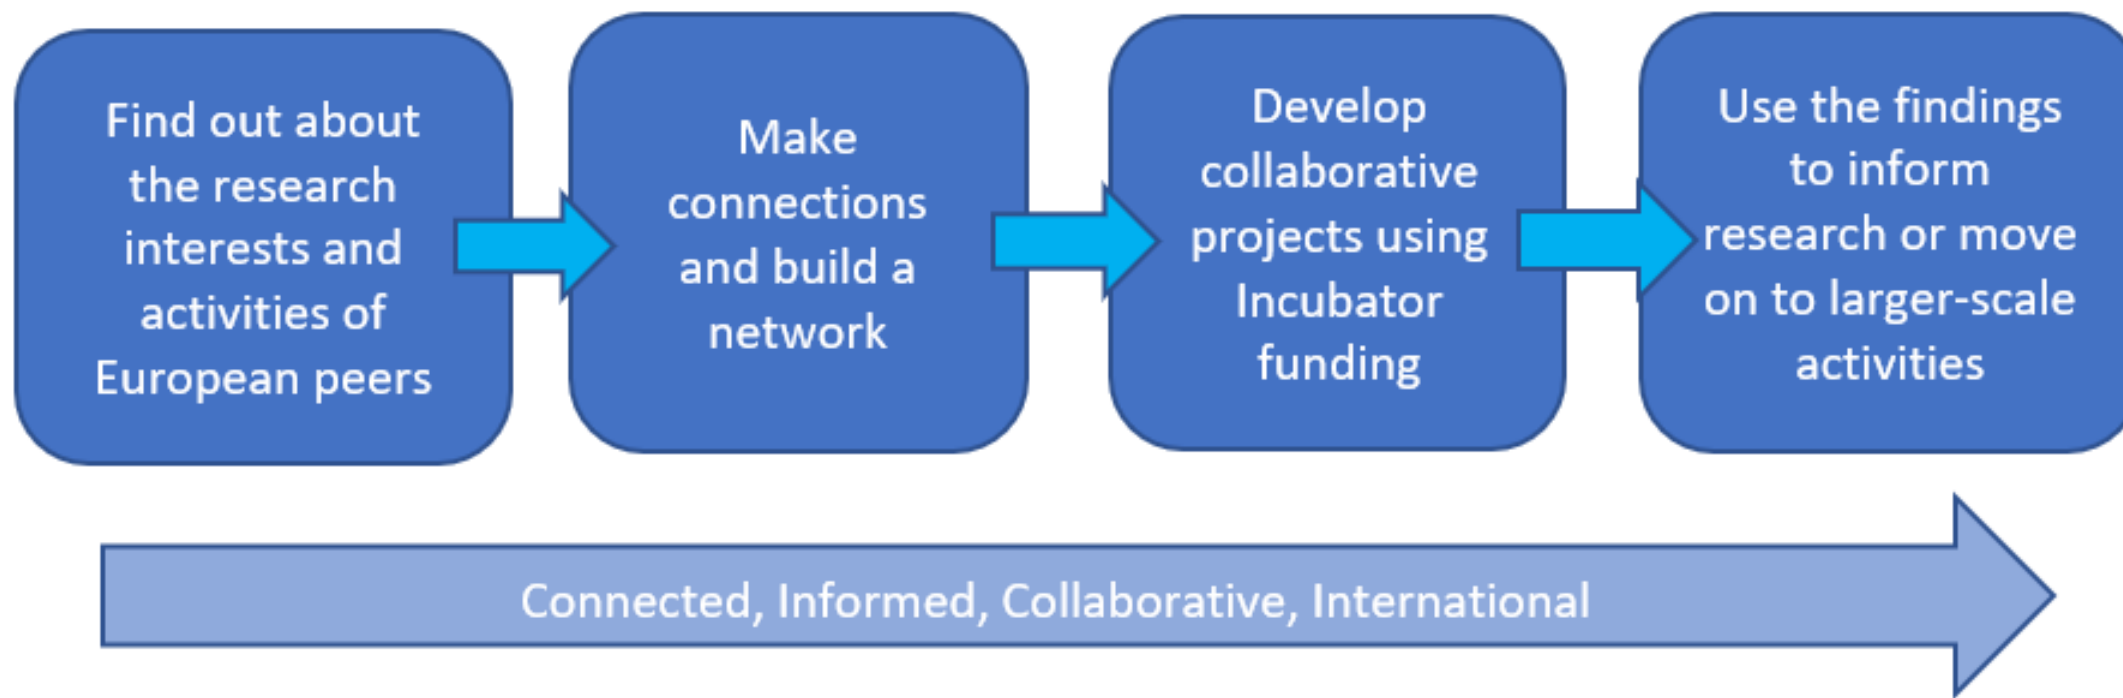 Find out about
the research
interests and
activities of
European peers
Make
connections
and build a
network
Develop
collaborative
projects using
Incubator
funding
Use the findings
to inform
research or move
on to larger-scale
activities
Connected, Informed, Collaborative, International